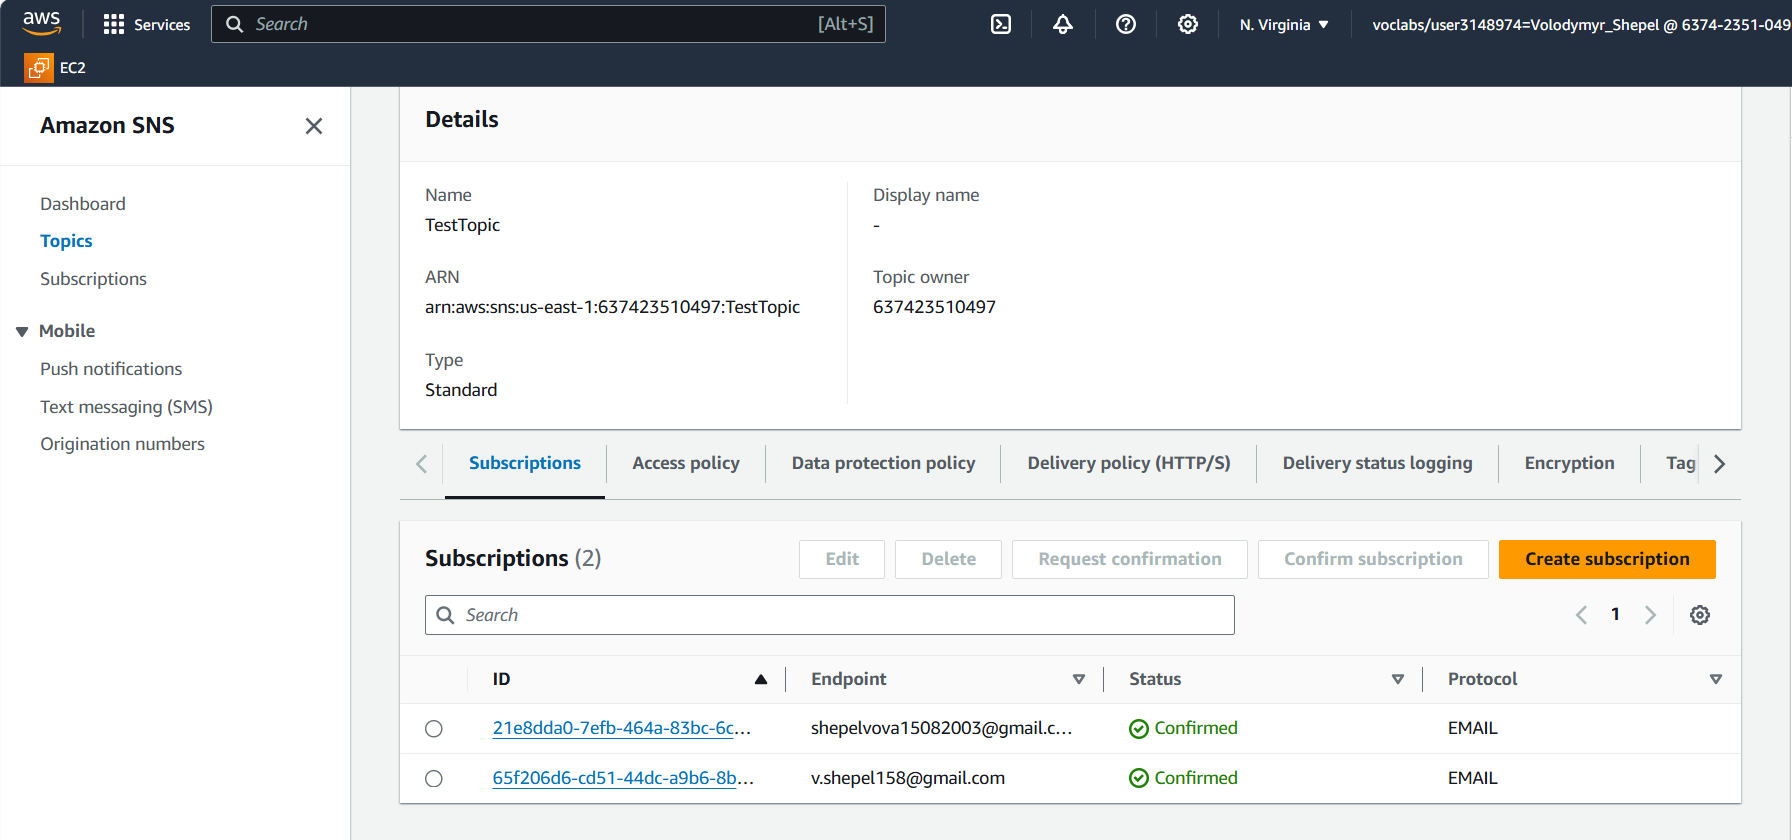 aws Services Search [Alt+S] N. Virginia voclabs/user3148974=Volodymyr_Shepel @ 6374-2351-049
EC2
Amazon SNS
Dashboard
Topics
Subscriptions
Mobile
Push notifications
Text messaging (SMS)
Origination numbers
Details
Name
TestTopic
Display name
-
ARN
arn:aws:sns:us-east-1:637423510497:TestTopic
Topic owner
637423510497
Type
Standard
Subscriptions Access policy Data protection policy Delivery policy (HTTP/S) Delivery status logging Encryption Tag
Subscriptions (2) Edit Delete Request confirmation Confirm subscription Create subscription
Search 1
ID Endpoint Status Protocol
21e8dda0-7efb-464a-83bc-6c... shepelvova15082003@gmail.c... Confirmed EMAIL
65f206d6-cd51-44dc-a9b6-8b... v.shepel158@gmail.com Confirmed EMAIL